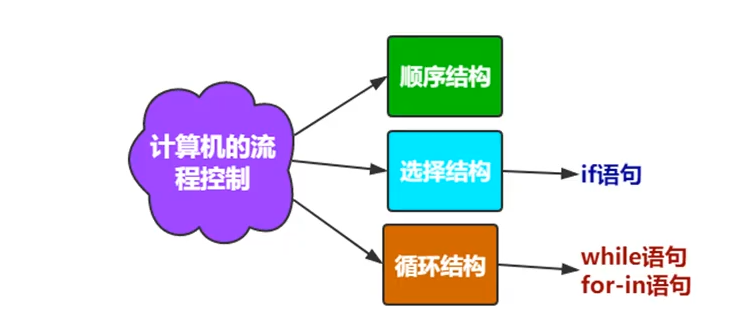 计算机的流
程控制
顺序结构
选择结构
if语句
循环结构
while语句
for-in语句